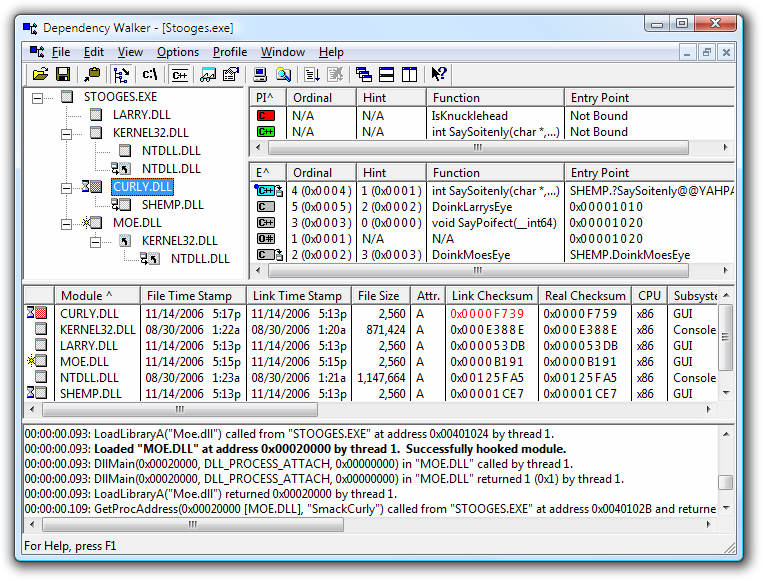 Dependency Walker - [Stooges.exe]
File Edit View Options Profile Window Help
c:\ C++
STOOGES.EXE
LARRY.DLL
KERNEL32.DLL
NTDLL.DLL
NTDLL.DLL
CURLY.DLL
SHEMP.DLL
MOE.DLL
KERNEL32.DLL
NTDLL.DLL
PI^ Ordinal Hint Function Entry Point
C N/A N/A IsKnucklehead Not Bound
C++ N/A N/A int SaySoitenly(char *,...) Not Bound
E^ Ordinal Hint Function Entry Point
C++ 4 (0x0004) 1 (0x0001) int SaySoitenly(char *,...) SHEMP.?SaySoitenly@@YAHPA
C 5 (0x0005) 2 (0x0002) DoinkLarrysEye 0x00001010
C++ 3 (0x0003) 0 (0x0000) void SayPoifect(__int64) 0x00001020
O# 1 (0x0001) N/A N/A 0x00001020
C 2 (0x0002) 3 (0x0003) DoinkMoesEye SHEMP.DoinkMoesEye
Module ^ File Time Stamp Link Time Stamp File Size Attr. Link Checksum Real Checksum CPU Subsyste
CURLY.DLL 11/14/2006 5:17p 11/14/2006 5:13p 2,560 A 0x0000F739 0x0000F759 x86 GUI
KERNEL32.DLL 08/30/2006 1:22a 08/30/2006 1:20a 871,424 A 0x000E388E 0x000E388E x86 Console
LARRY.DLL 11/14/2006 5:13p 11/14/2006 5:13p 2,560 A 0x000053DB 0x000053DB x86 GUI
MOE.DLL 11/14/2006 5:15p 11/14/2006 5:15p 2,560 A 0x0000B191 0x0000B191 x86 GUI
NTDLL.DLL 08/30/2006 1:23a 08/30/2006 1:21a 1,147,664 A 0x00125FA5 0x00125FA5 x86 Console
SHEMP.DLL 11/14/2006 5:13p 11/14/2006 5:13p 2,560 A 0x00001CE7 0x00001CE7 x86 GUI
00:00:00.093: LoadLibraryA("Moe.dll") called from "STOOGES.EXE" at address 0x00401024 by thread 1.
00:00:00.093: Loaded "MOE.DLL" at address 0x00020000 by thread 1. Successfully hooked module.
00:00:00.093: DllMain(0x00020000, DLL_PROCESS_ATTACH, 0x00000000) in "MOE.DLL" called by thread 1.
00:00:00.093: DllMain(0x00020000, DLL_PROCESS_ATTACH, 0x00000000) in "MOE.DLL" returned 1 (0x1) by thread 1.
00:00:00.093: LoadLibraryA("Moe.dll") returned 0x00020000 by thread 1.
00:00:00.109: GetProcAddress(0x00020000 [MOE.DLL], "SmackCurly") called from "STOOGES.EXE" at address 0x0040102B and returne
For Help, press F1